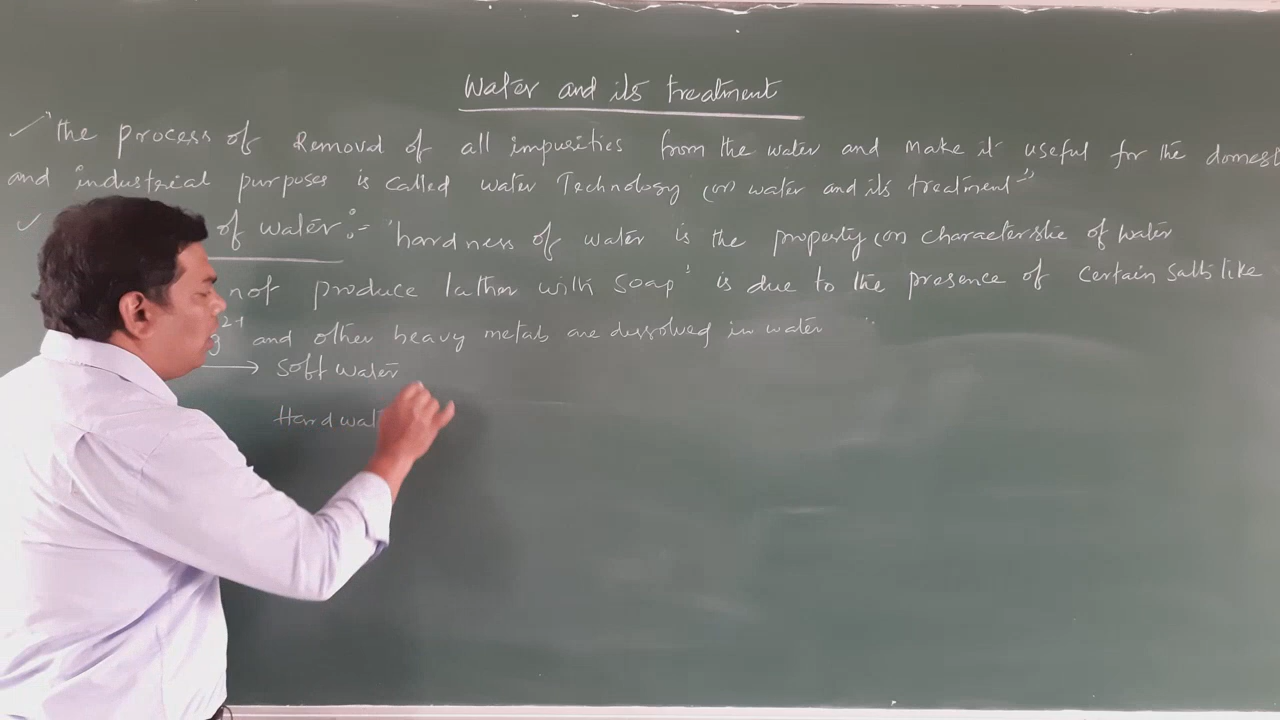 Water and its treatment
"the process of Removal of all impurities from the water and make it useful for the domest
and industrial purposes is called water Technology (or) water and its treatment"
of water:- 'hardness of water is the property (or) characteristic of water
not produce lather with soap' is due to the presence of certain salts like
g2+ and other heavy metals are dissolved in water
→ Soft water
Hard wat